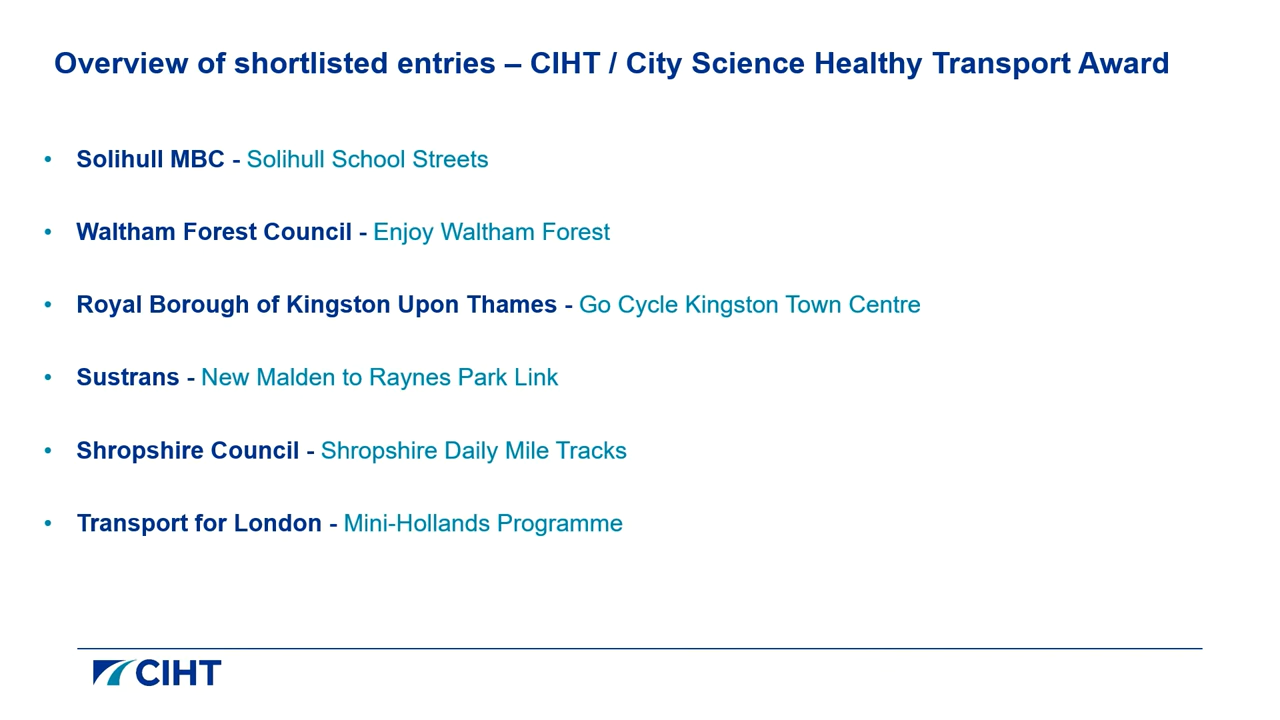 Overview of shortlisted entries – CIHT / City Science Healthy Transport Award
• Solihull MBC - Solihull School Streets
• Waltham Forest Council - Enjoy Waltham Forest
• Royal Borough of Kingston Upon Thames - Go Cycle Kingston Town Centre
• Sustrans - New Malden to Raynes Park Link
• Shropshire Council - Shropshire Daily Mile Tracks
• Transport for London - Mini-Hollands Programme
CIHT